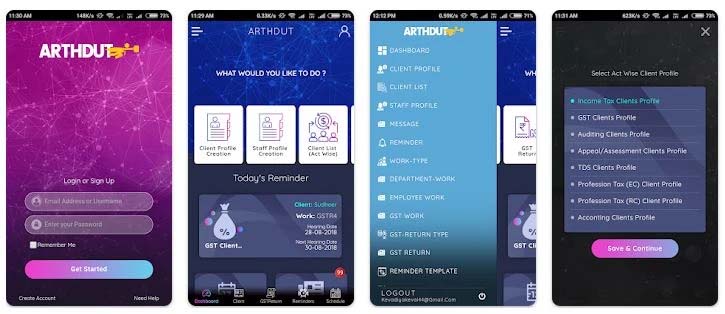 11:30 AM 148K/s 73%
ARTHDUT
Login or Sign Up
Email Address or Username
Enter your Password
Remember Me
Get Started
Create Account
Need Help
11:29 AM 0.33K/s 73%
ARTHDUT
WHAT WOULD YOU LIKE TO DO ?
Client Profile
Creation
Staff Profile
Creation
Client List
(Act Wise)
Today's Reminder
Client: Sudheer
Work: GSTR4
Hearing Date
28-08-2018
Next Hearing Date
30-08-2018
GST Client...
99
Dashboard
Client
GSTReturn
Reminders
Schedule
12:12 PM 0.59K/s 71%
ARTHDUT
DASHBOARD
CLIENT PROFILE
CLIENT LIST
STAFF PROFILE
MESSAGE
REMINDER
WORK-TYPE
DEPARTMENT-WORK
EMPLOYEE WORK
GST WORK
GST-RETURN TYPE
GST RETURN
REMINDER TEMPLATE
LOGOUT
WHA
GST
Return
11:31 AM 623K/s 73%
Select Act Wise Client Profile
Income Tax Clients Profile
GST Clients Profile
Auditing Clients Profile
Appeal/Assessment Clients Profile
TDS Clients Profile
Profession Tax (EC) Client Profile
Profession Tax (RC) Client Profile
Acconting Clients Profile
Save & Continue